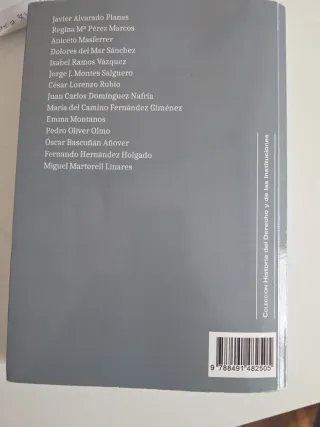 Javier Alvarado Planas
Regina Mª Pérez Marcos
Aniceto Masferrer
Dolores del Mar Sánchez
Isabel Ramos Vázquez
Jorge J. Montes Salguero
César Lorenzo Rubio
Juan Carlos Domínguez Nafría
María del Camino Fernández Giménez
Emma Montanos
Pedro Oliver Olmo
Óscar Bascuñán Añover
Fernando Hernández Holgado
Miguel Martorell Linares
Colección Historia del Derecho y de las Instituciones
9 788491 482505